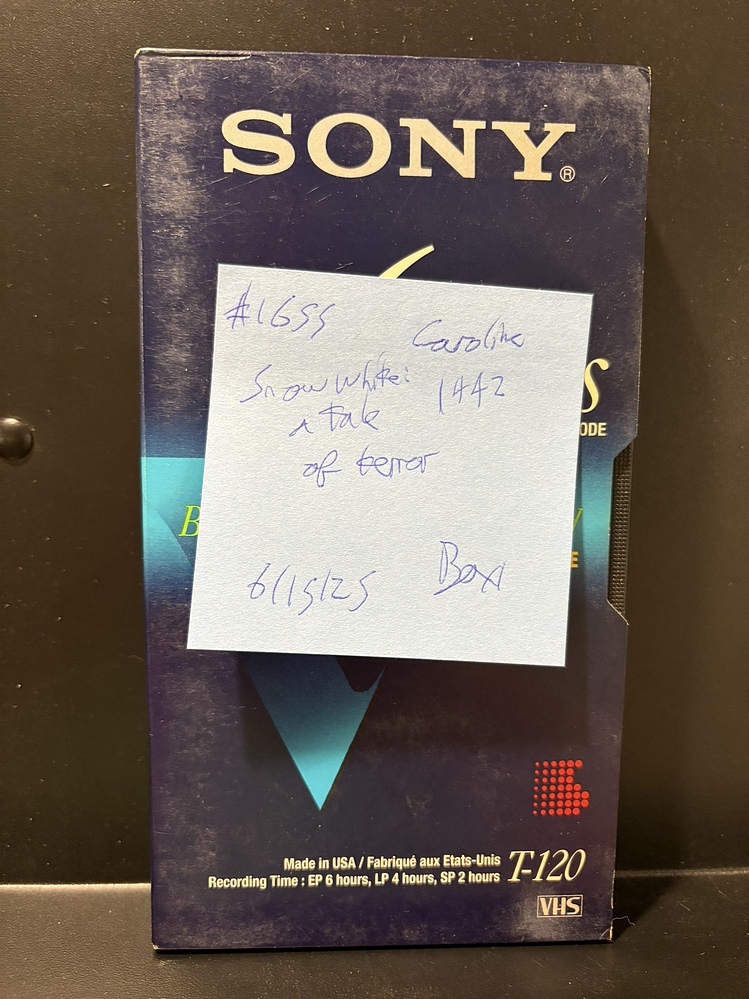 SONY®
#1655
Caroline
Snow white:
1442
a tale
of terror
S
ODE
B
y
E
6/15/25
Box
Made in USA / Fabriqué aux Etats-Unis
Recording Time : EP 6 hours, LP 4 hours, SP 2 hours
T-120
VHS